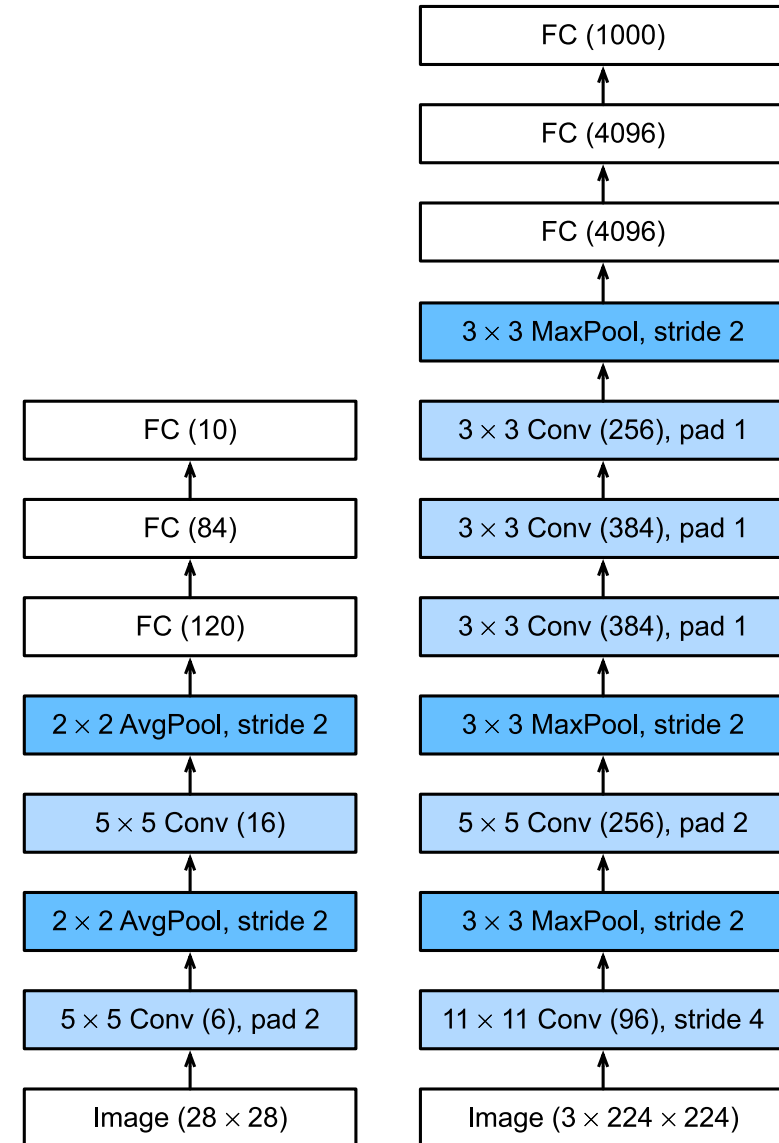 FC (10)
FC (84)
FC (120)
2 × 2 AvgPool, stride 2
5 × 5 Conv (16)
2 × 2 AvgPool, stride 2
5 × 5 Conv (6), pad 2
Image (28 × 28)
FC (1000)
FC (4096)
FC (4096)
3 × 3 MaxPool, stride 2
3 × 3 Conv (256), pad 1
3 × 3 Conv (384), pad 1
3 × 3 Conv (384), pad 1
3 × 3 MaxPool, stride 2
5 × 5 Conv (256), pad 2
3 × 3 MaxPool, stride 2
11 × 11 Conv (96), stride 4
Image (3 × 224 × 224)